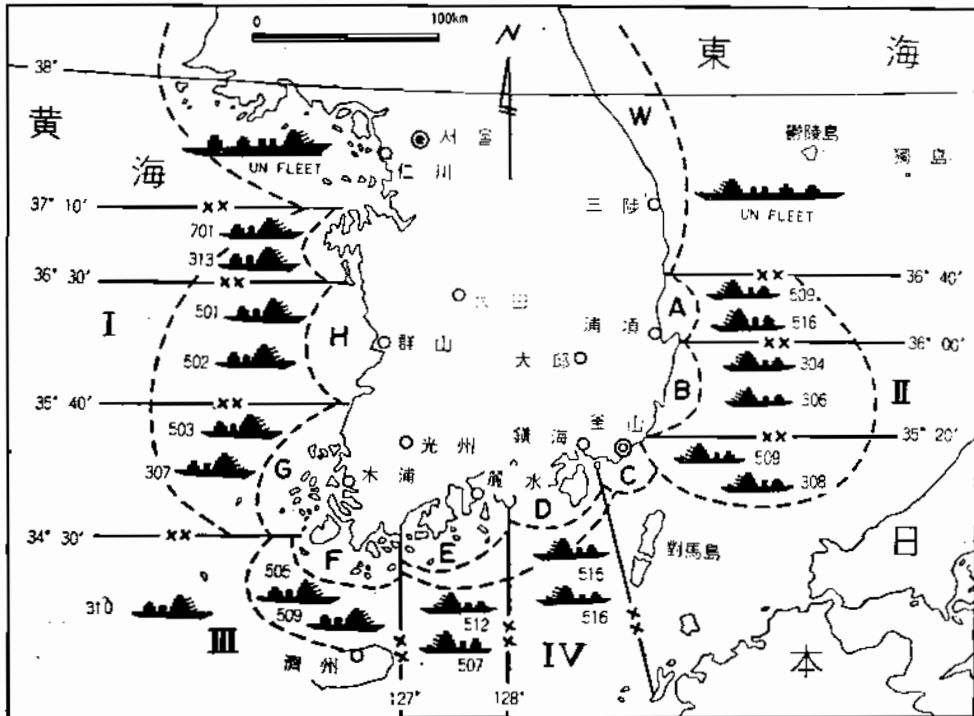 0
100km
N
東 海
38°
黄
海
W
鬱陵島
獨 島
서 울
仁 川
UN FLEET
UN FLEET
三 陟
37° 10′
701
313
36° 30′
36° 40′
I
501
H
502
群山
A
509
516
浦 項
大 邱
36° 00′
304
B
306
II
35° 40′
35° 20′
503
307
G
光州
木 浦
鎭 海
釜 山
麗 水
C
D
E
F
509
308
34° 30′
對馬島
日
本
505
509
310
III
515
516
512
507
IV
濟 州
127°
128°